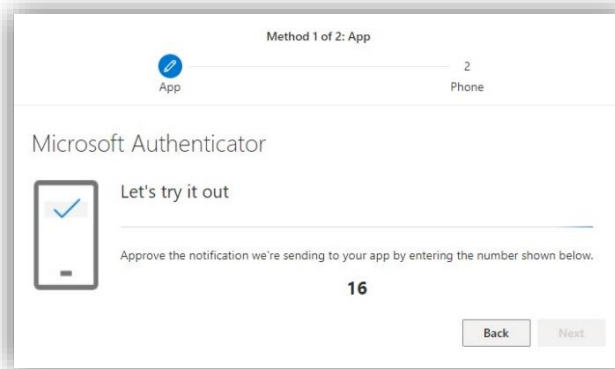 Method 1 of 2: App
2
App
Phone
Microsoft Authenticator
Let's try it out
Approve the notification we're sending to your app by entering the number shown below.
16
Back
Next